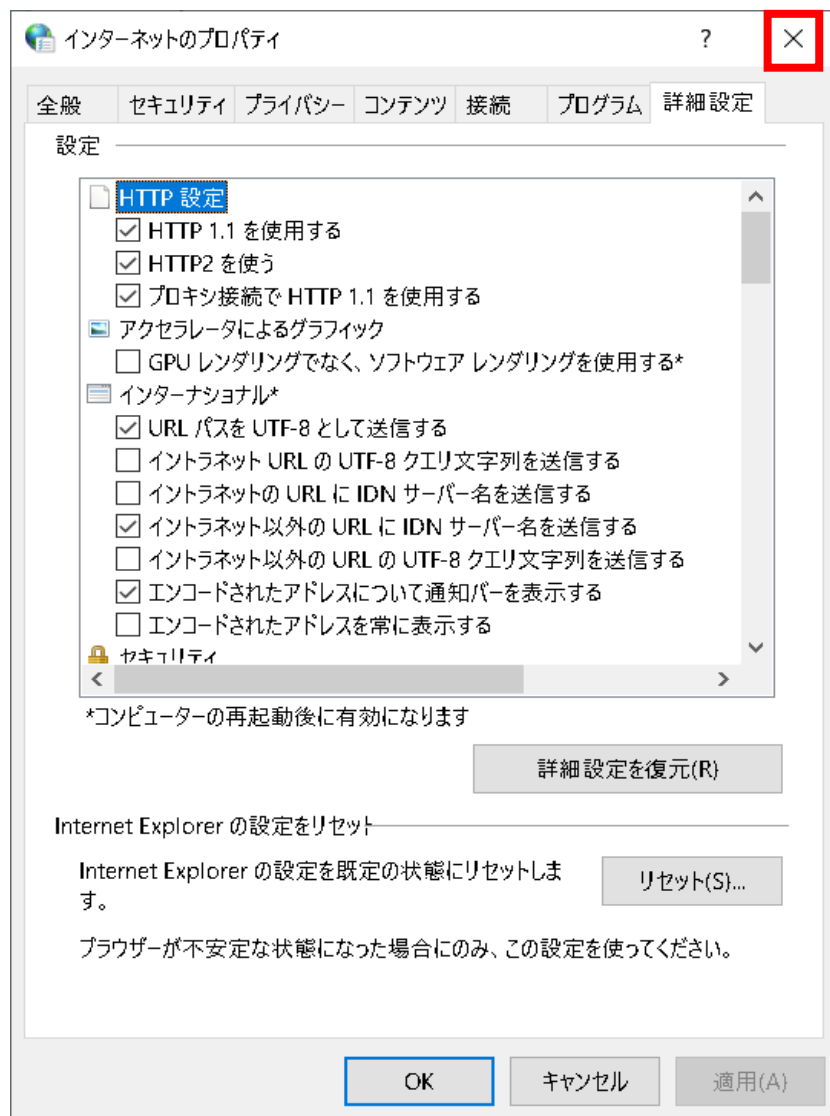 インターネットのプロパティ
?
全般 セキュリティ プライバシー コンテンツ 接続 プログラム 詳細設定
設定
HTTP 設定
HTTP 1.1 を使用する
HTTP2 を使う
プロキシ接続で HTTP 1.1 を使用する
アクセラレータによるグラフィック
GPU レンダリングでなく、ソフトウェア レンダリングを使用する*
インターナショナル*
URL パスを UTF-8 として送信する
イントラネット URL の UTF-8 クエリ文字列を送信する
イントラネットの URL に IDN サーバー名を送信する
イントラネット以外の URL に IDN サーバー名を送信する
イントラネット以外の URL の UTF-8 クエリ文字列を送信する
エンコードされたアドレスについて通知バーを表示する
エンコードされたアドレスを常に表示する
セキュリティ
*コンピューターの再起動後に有効になります
詳細設定を復元(R)
Internet Explorer の設定をリセット
Internet Explorer の設定を既定の状態にリセットしま
す。
リセット(S)...
ブラウザーが不安定な状態になった場合にのみ、この設定を使ってください。
OK キャンセル 適用(A)